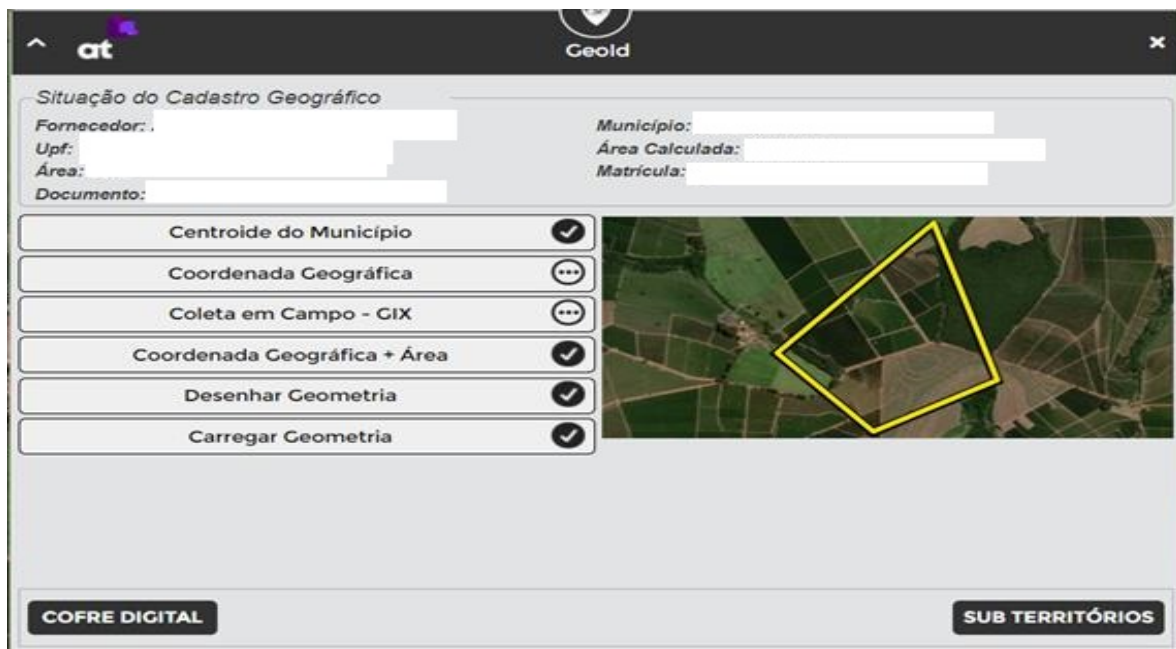 at
GeoId
Situação do Cadastro Geográfico
Fornecedor:
Município:
Upf:
Área Calculada:
Área:
Matrícula:
Documento:
Centroide do Município
Coordenada Geográfica
Coleta em Campo - GIX
Coordenada Geográfica + Área
Desenhar Geometria
Carregar Geometria
COFRE DIGITAL
SUB TERRITÓRIOS